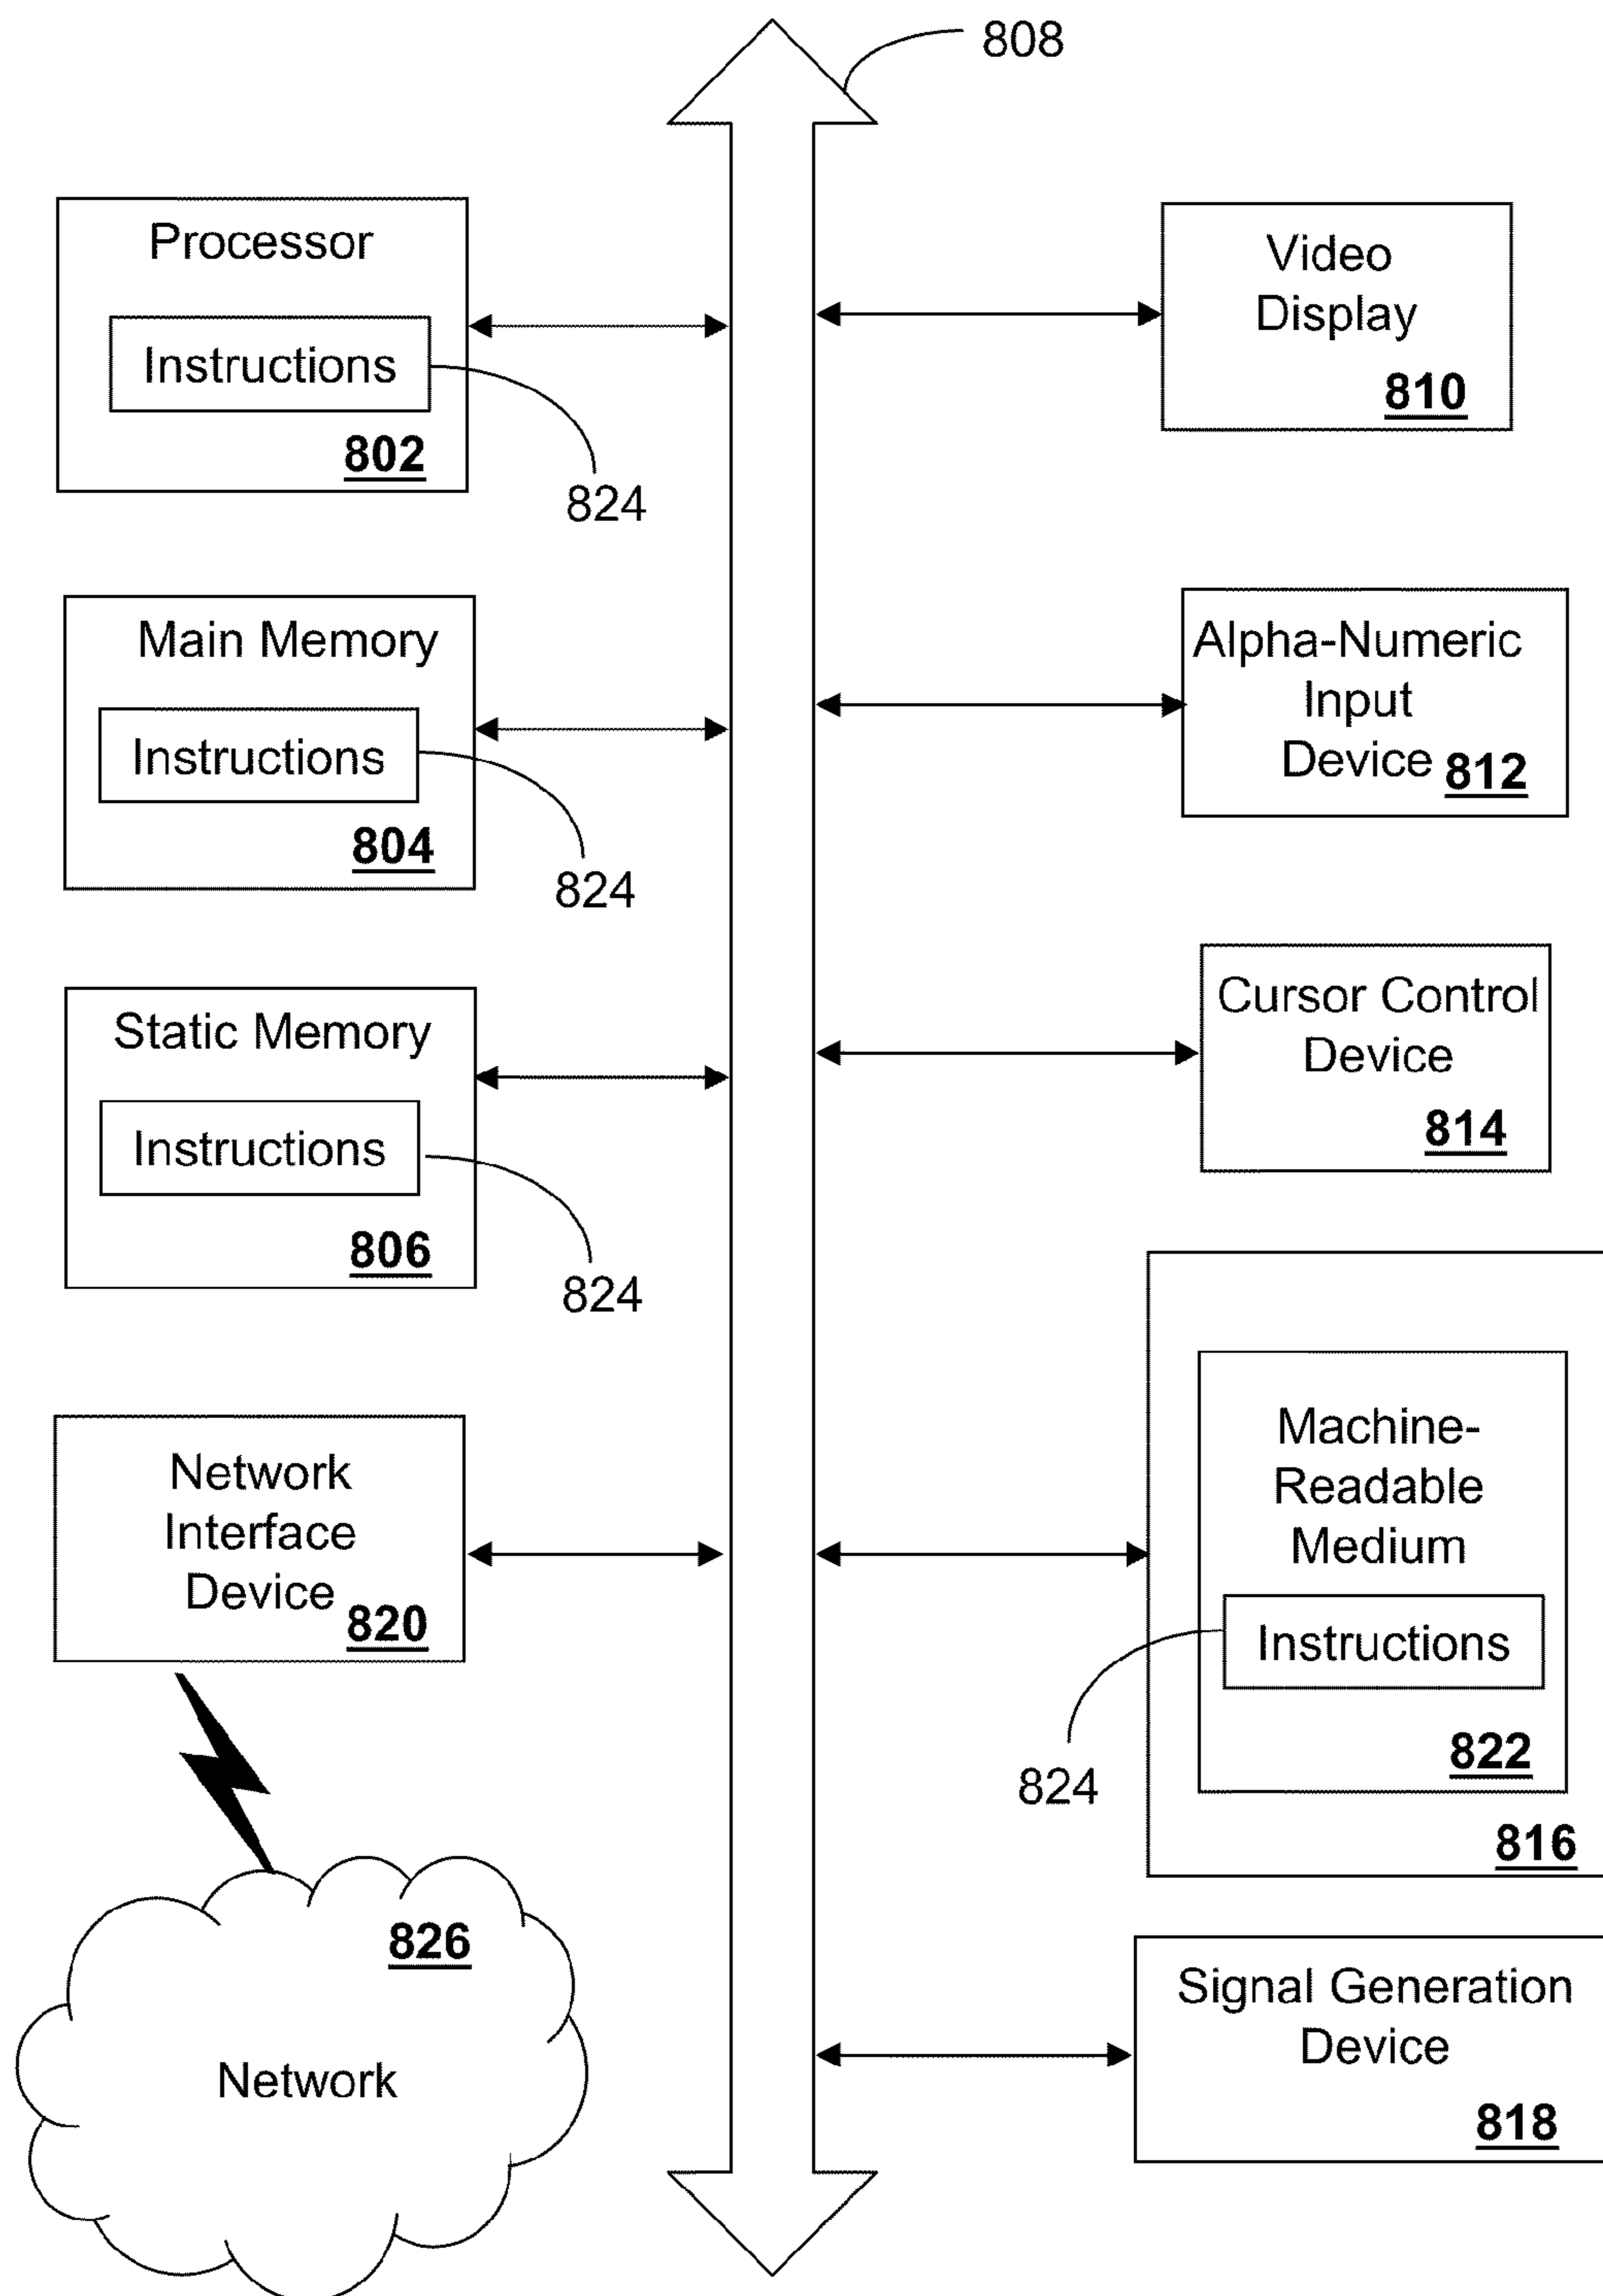 808
Processor
Instructions
802
824
Main Memory
Instructions
804
824
Static Memory
Instructions
806
824
Network
Interface
Device
820
826
Network
Video
Display
810
Alpha-Numeric
Input
Device 812
Cursor Control
Device
814
Machine-
Readable
Medium
Instructions
822
824
816
Signal Generation
Device
818